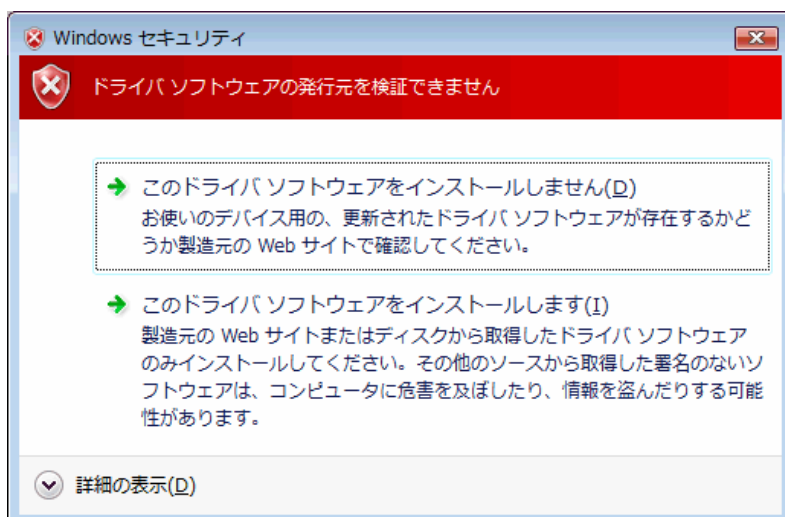 Windows セキュリティ
ドライバ ソフトウェアの発行元を検証できません
このドライバ ソフトウェアをインストールしません(D)
お使いのデバイス用の、更新されたドライバ ソフトウェアが存在するかど
うか製造元の Web サイトで確認してください。
このドライバ ソフトウェアをインストールします(I)
製造元の Web サイトまたはディスクから取得したドライバ ソフトウェア
のみインストールしてください。その他のソースから取得した署名のないソ
フトウェアは、コンピュータに危害を及ぼしたり、情報を盗んだりする可能
性があります。
詳細の表示(D)